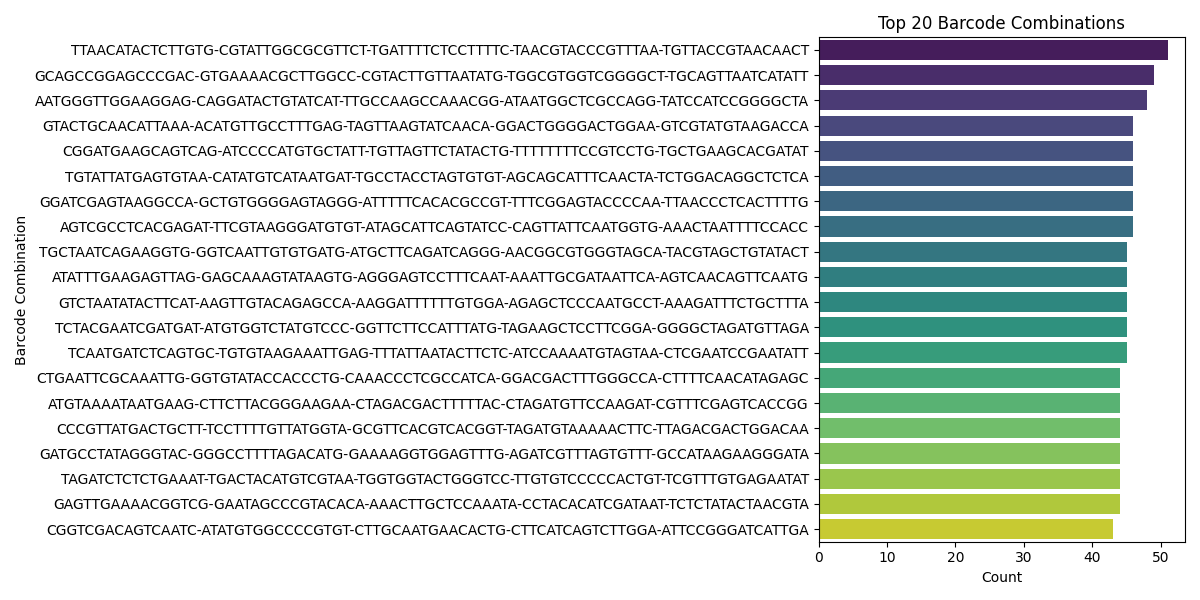 Top 20 Barcode Combinations
TTAACATACTCTTGTG-CGTATTGGCGCGTTCT-TGATTTTCTCCTTTTC-TAACGTACCCGTTTAA-TGTTACCGTAACAACT
GCAGCCGGAGCCCGAC-GTGAAAACGCTTGGCC-CGTACTTGTTAATATG-TGGCGTGGTCGGGGCT-TGCAGTTAATCATATT
AATGGGTTGGAAGGAG-CAGGATACTGTATCAT-TTGCCAAGCCAAACGG-ATAATGGCTCGCCAGG-TATCCATCCGGGGCTA
GTACTGCAACATTAAA-ACATGTTGCCTTTGAG-TAGTTAAGTATCAACA-GGACTGGGGACTGGAA-GTCGTATGTAAGACCA
CGGATGAAGCAGTCAG-ATCCCCATGTGCTATT-TGTTAGTTCTATACTG-TTTTTTTTCCGTCCTG-TGCTGAAGCACGATAT
TGTATTATGAGTGTAA-CATATGTCATAATGAT-TGCCTACCTAGTGTGT-AGCAGCATTTCAACTA-TCTGGACAGGCTCTCA
GGATCGAGTAAGGCCA-GCTGTGGGGAGTAGGG-ATTTTTCACACGCCGT-TTTCGGAGTACCCCAA-TTAACCCTCACTTTTG
AGTCGCCTCACGAGAT-TTCGTAAGGGATGTGT-ATAGCATTCAGTATCC-CAGTTATTCAATGGTG-AAACTAATTTTCCACC
TGCTAATCAGAAGGTG-GGTCAATTGTGTGATG-ATGCTTCAGATCAGGG-AACGGCGTGGGTAGCA-TACGTAGCTGTATACT
ATATTTGAAGAGTTAG-GAGCAAAGTATAAGTG-AGGGAGTCCTTTCAAT-AAATTGCGATAATTCA-AGTCAACAGTTCAATG
GTCTAATATACTTCAT-AAGTTGTACAGAGCCA-AAGGATTTTTTGTGGA-AGAGCTCCCAATGCCT-AAAGATTTCTGCTTTA
TCTACGAATCGATGAT-ATGTGGTCTATGTCCC-GGTTCTTCCATTTATG-TAGAAGCTCCTTCGGA-GGGGCTAGATGTTAGA
TCAATGATCTCAGTGC-TGTGTAAGAAATTGAG-TTTATTAATACTTCTC-ATCCAAAATGTAGTAA-CTCGAATCCGAATATT
CTGAATTCGCAAATTG-GGTGTATACCACCCTG-CAAACCCTCGCCATCA-GGACGACTTTGGGCCA-CTTTTCAACATAGAGC
ATGTAAAATAATGAAG-CTTCTTACGGGAAGAA-CTAGACGACTTTTTAC-CTAGATGTTCCAAGAT-CGTTTCGAGTCACCGG
CCCGTTATGACTGCTT-TCCTTTTGTTATGGTA-GCGTTCACGTCACGGT-TAGATGTAAAAACTTC-TTAGACGACTGGACAA
GATGCCTATAGGGTAC-GGGCCTTTTAGACATG-GAAAAGGTGGAGTTTG-AGATCGTTTAGTGTTT-GCCATAAGAAGGGATA
TAGATCTCTCTGAAAT-TGACTACATGTCGTAA-TGGTGGTACTGGGTCC-TTGTGTCCCCCACTGT-TCGTTTGTGAGAATAT
GAGTTGAAAACGGTCG-GAATAGCCCGTACACA-AAACTTGCTCCAAATA-CCTACACATCGATAAT-TCTCTATACTAACGTA
CGGTCGACAGTCAATC-ATATGTGGCCCCGTGT-CTTGCAATGAACACTG-CTTCATCAGTCTTGGA-ATTCCGGGATCATTGA
Barcode Combination
0 10 20 30 40 50
Count